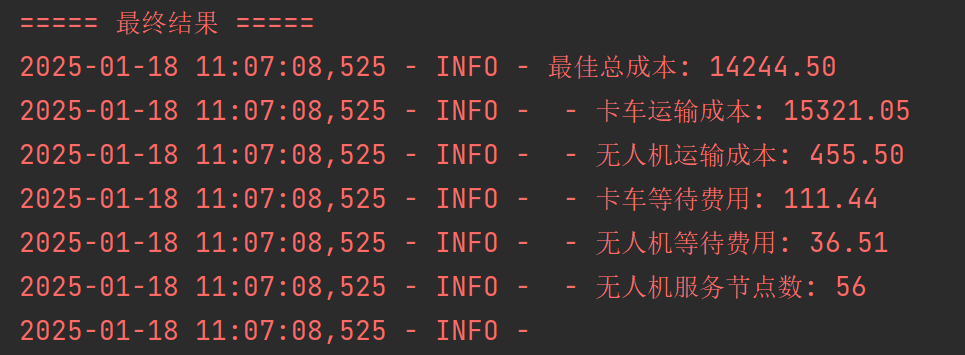 ===== 最终结果 =====
2025-01-18 11:07:08,525 - INFO - 最佳总成本: 14244.50
2025-01-18 11:07:08,525 - INFO -  - 卡车运输成本: 15321.05
2025-01-18 11:07:08,525 - INFO -  - 无人机运输成本: 455.50
2025-01-18 11:07:08,525 - INFO -  - 卡车等待费用: 111.44
2025-01-18 11:07:08,525 - INFO -  - 无人机等待费用: 36.51
2025-01-18 11:07:08,525 - INFO -  - 无人机服务节点数: 56
2025-01-18 11:07:08,525 - INFO -